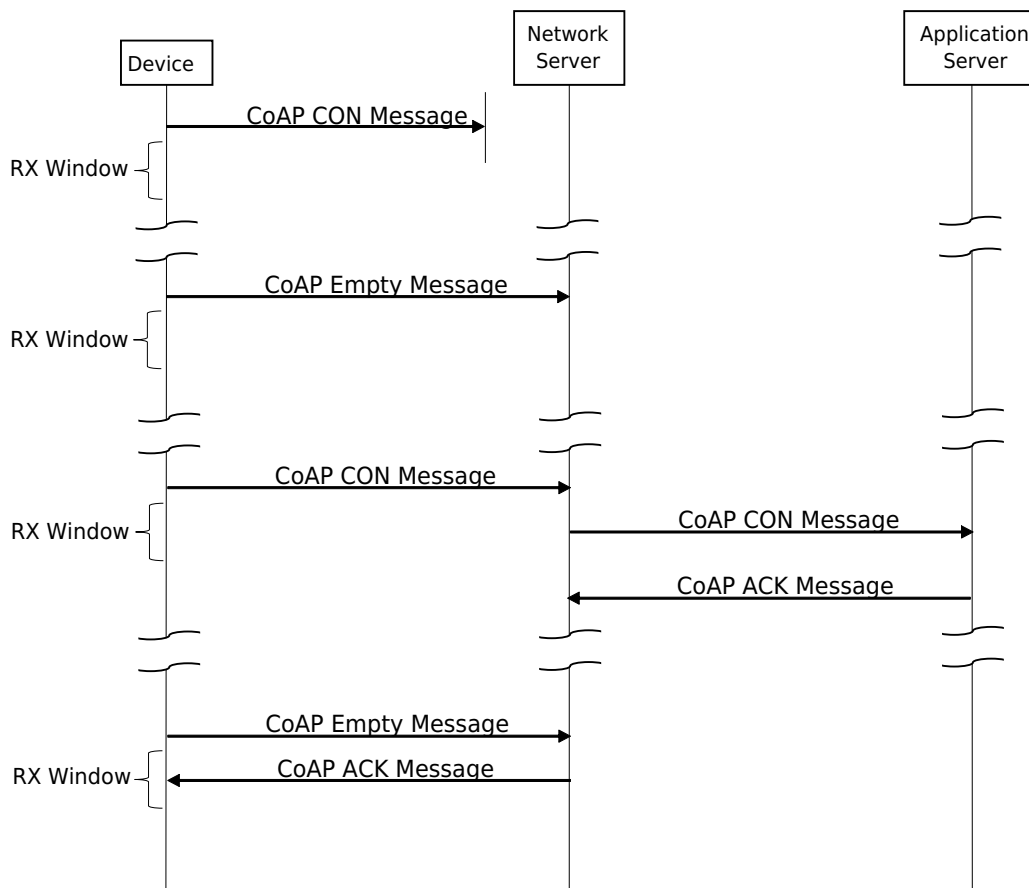 Device
Network
Server
Application
Server
CoAP CON Message
RX Window
CoAP Empty Message
RX Window
CoAP CON Message
RX Window
CoAP CON Message
CoAP ACK Message
CoAP Empty Message
RX Window
CoAP ACK Message